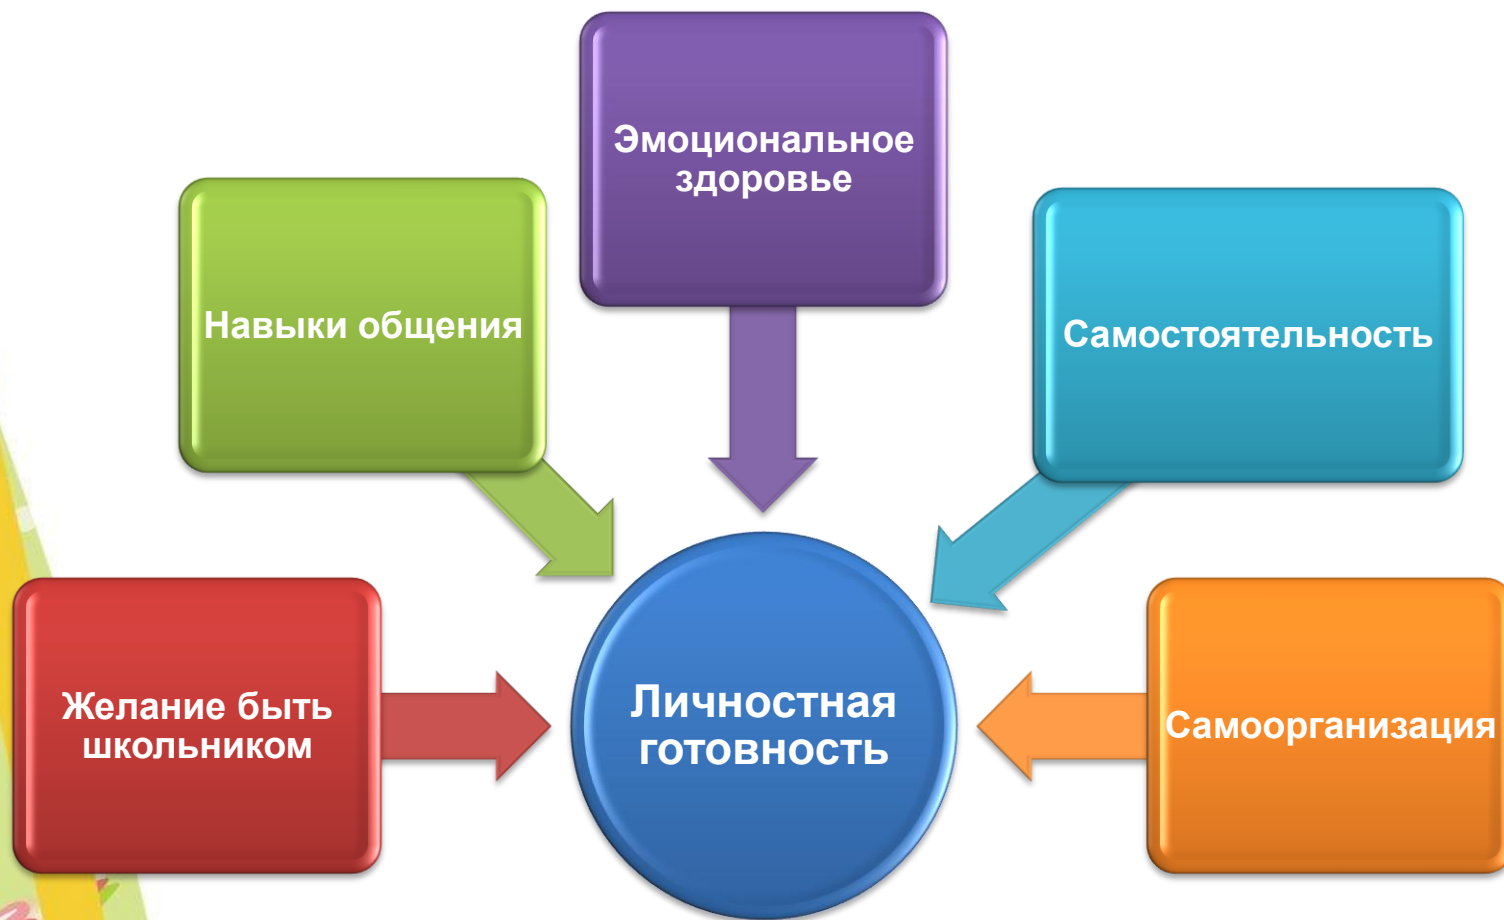 Эмоциональное
здоровье
Навыки общения
Самостоятельность
Желание быть
школьником
Личностная
готовность
Самоорганизация